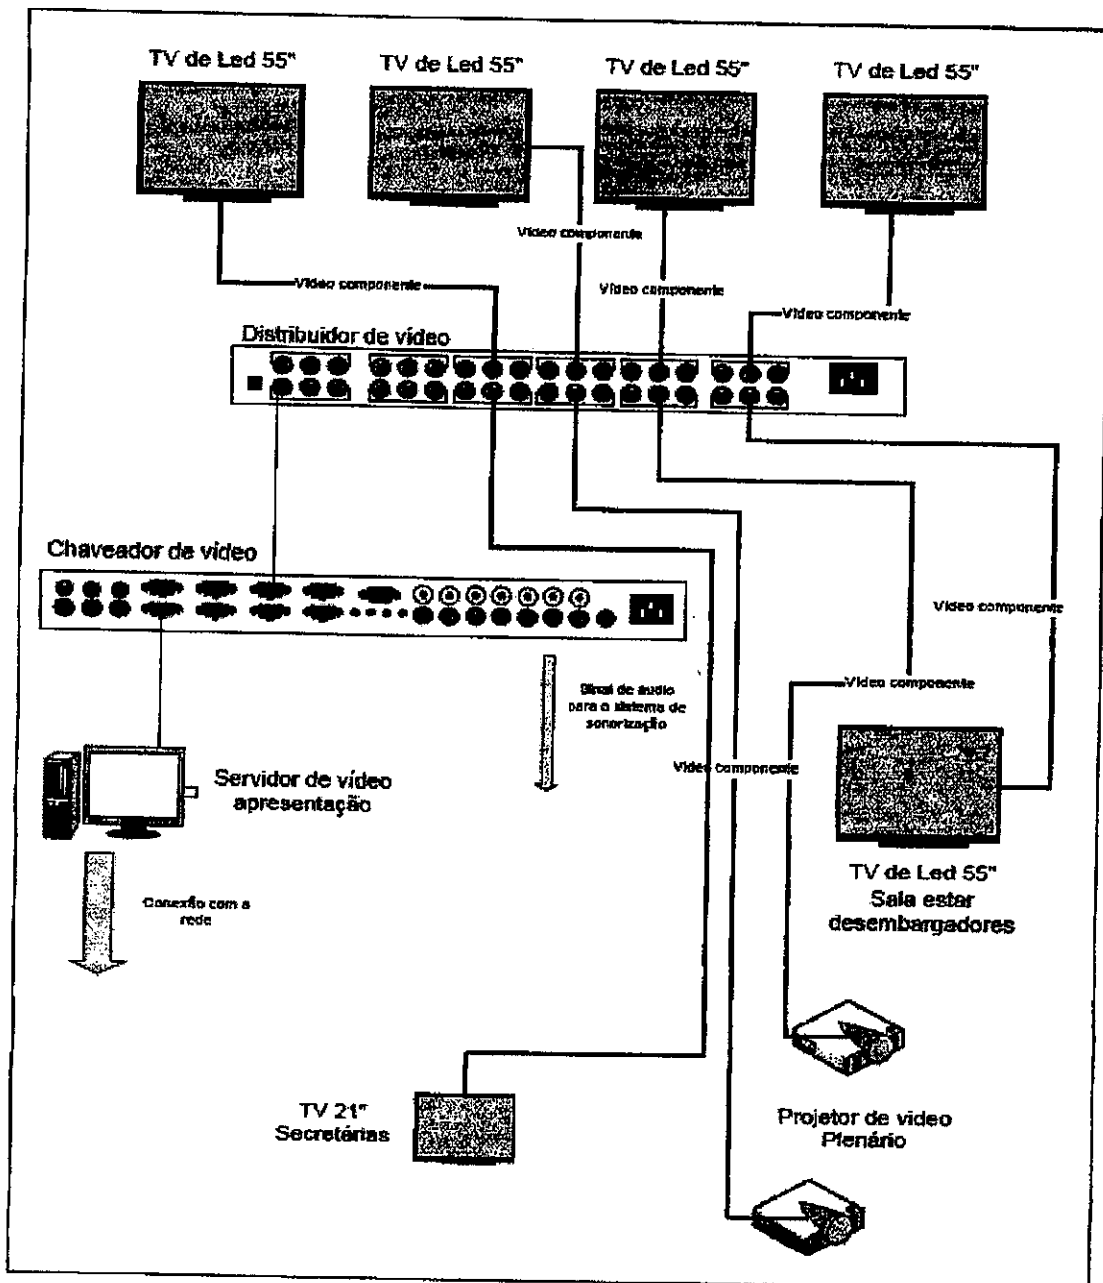 TV de Led 55"
TV de Led 55"
TV de Led 55"
TV de Led 55"
Vídeo componente
Vídeo componente
Vídeo componente
Vídeo componente
Distribuidor de vídeo
Chaveador de vídeo
Vídeo componente
Sinal de áudio
para o sistema de
sonorização
Vídeo componente
Vídeo componente
Servidor de vídeo
apresentação
TV de Led 55"
Sala estar
desembargadores
Conexão com a
rede
TV 21"
Secretárias
Projetor de vídeo
Plenário